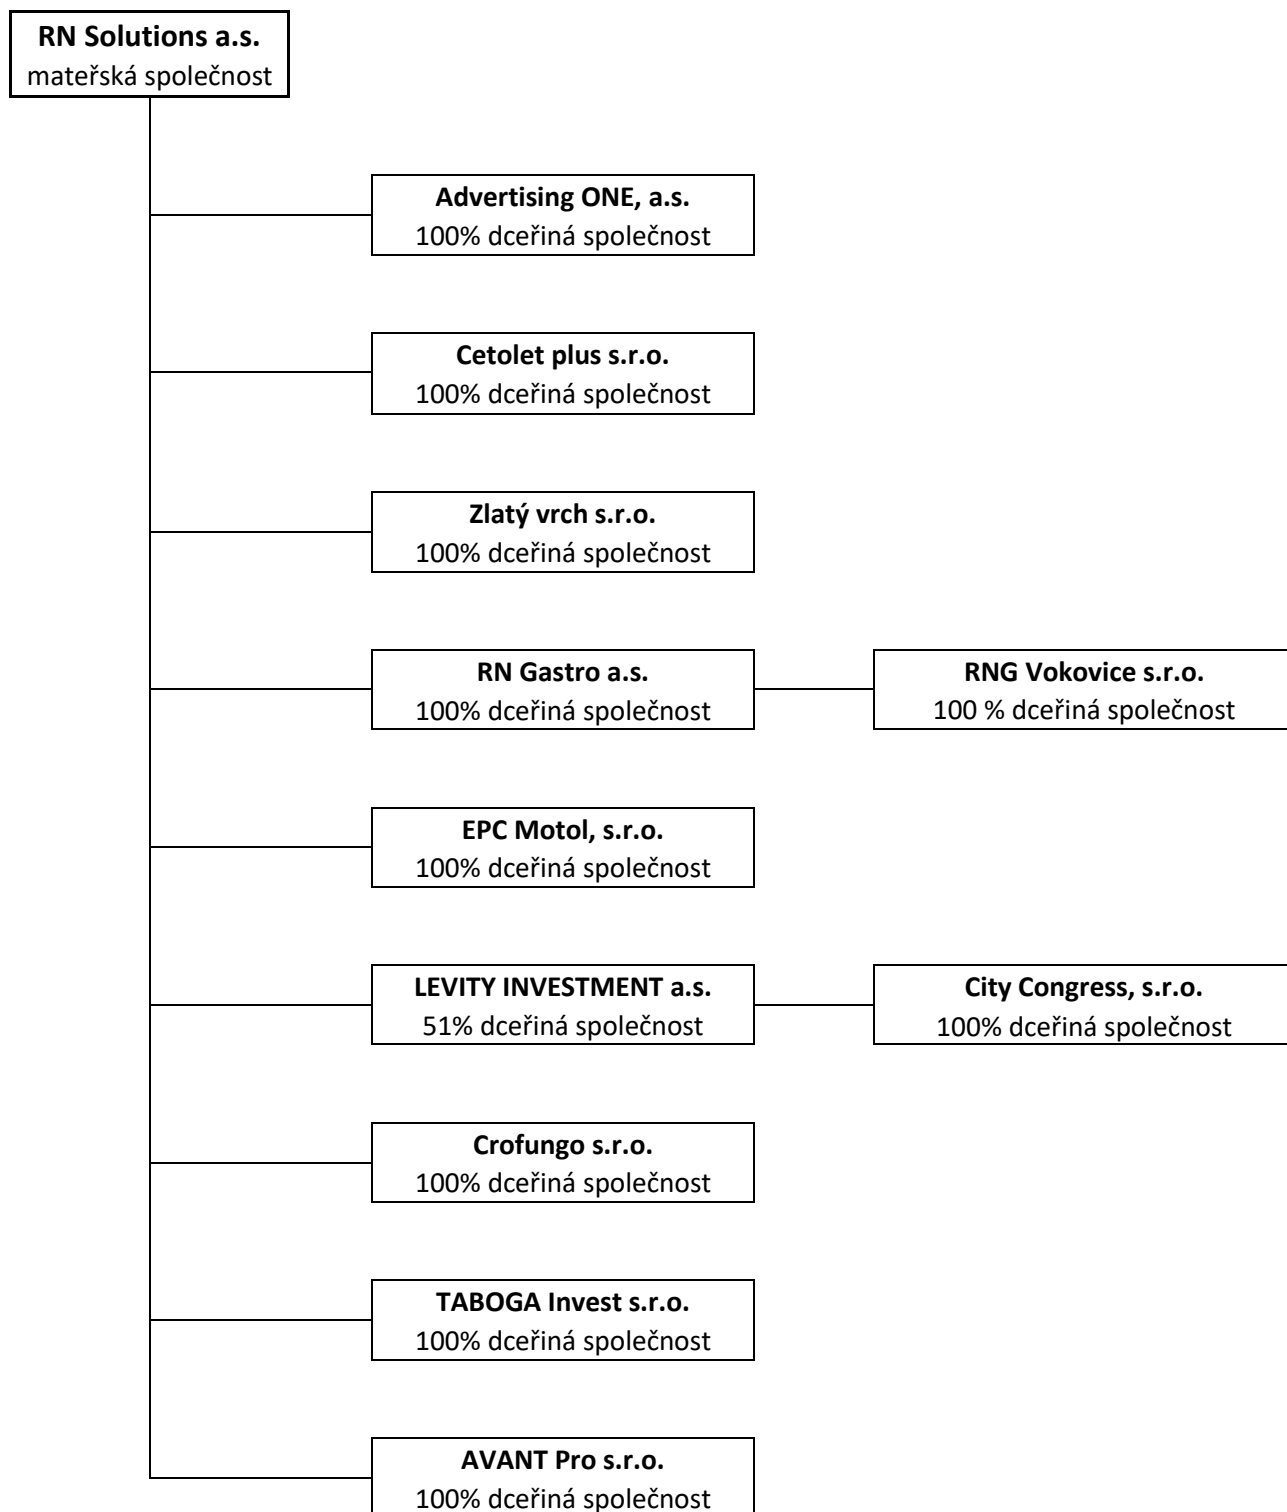 RN Solutions a.s.
mateřská společnost
Advertising ONE, a.s.
100% dceřiná společnost
Cetolet plus s.r.o.
100% dceřiná společnost
Zlatý vrch s.r.o.
100% dceřiná společnost
RN Gastro a.s.
100% dceřiná společnost
RNG Vokovice s.r.o.
100 % dceřiná společnost
EPC Motol, s.r.o.
100% dceřiná společnost
LEVITY INVESTMENT a.s.
51% dceřiná společnost
City Congress, s.r.o.
100% dceřiná společnost
Crofungo s.r.o.
100% dceřiná společnost
TABOGA Invest s.r.o.
100% dceřiná společnost
AVANT Pro s.r.o.
100% dceřiná společnost